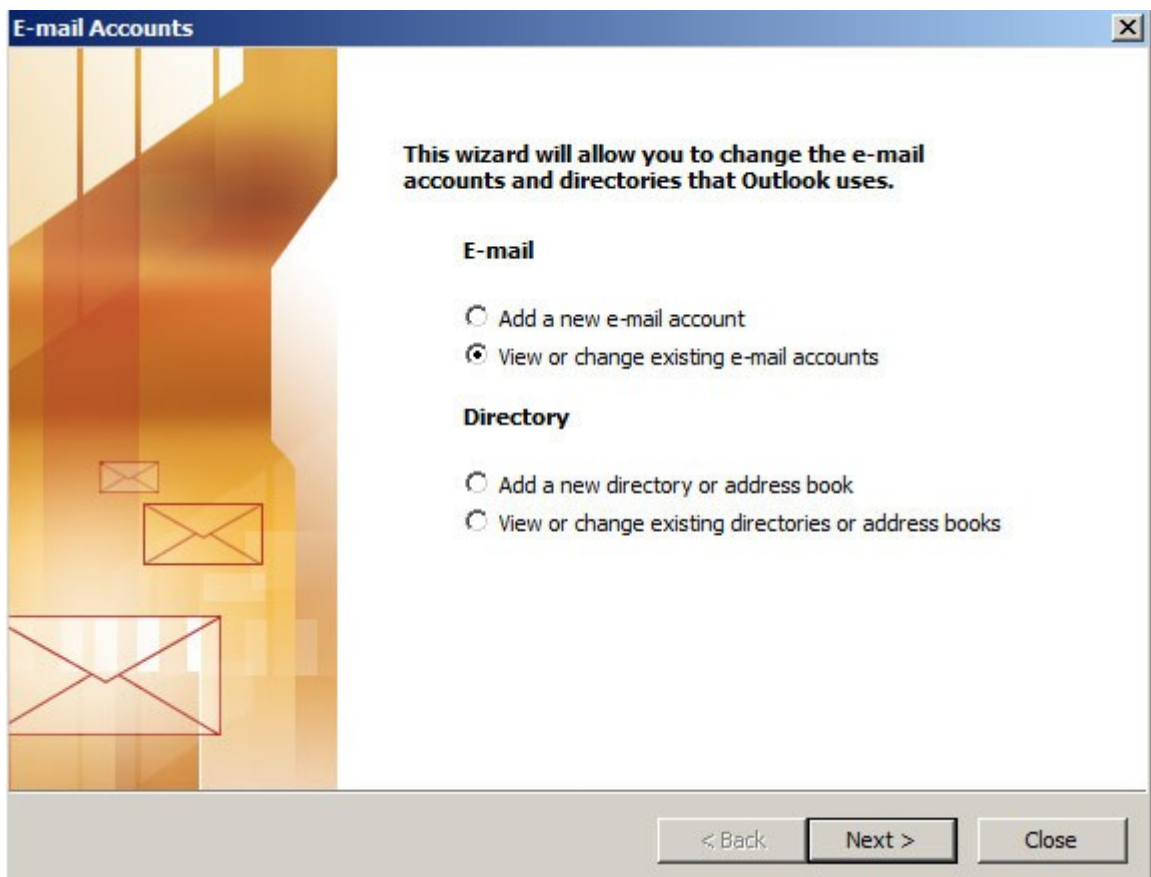 E-mail Accounts
This wizard will allow you to change the e-mail
accounts and directories that Outlook uses.
E-mail
Add a new e-mail account
View or change existing e-mail accounts
Directory
Add a new directory or address book
View or change existing directories or address books
< Back
Next >
Close